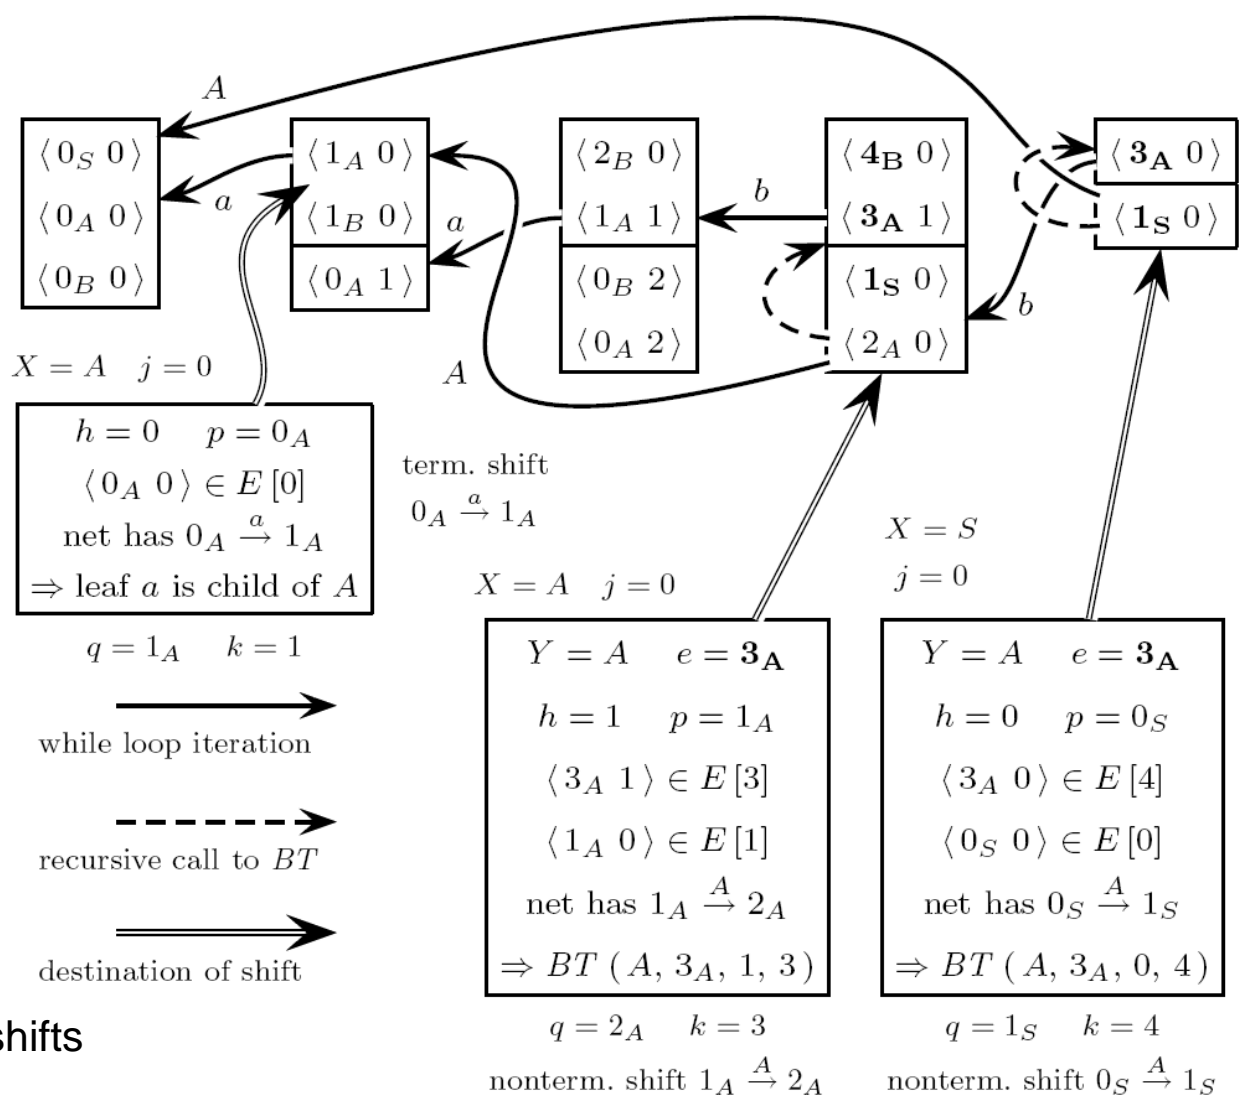 A
⟨ 0_S 0 ⟩
⟨ 0_A 0 ⟩
⟨ 0_B 0 ⟩
a
⟨ 1_A 0 ⟩
⟨ 1_B 0 ⟩
⟨ 0_A 1 ⟩
a
⟨ 2_B 0 ⟩
⟨ 1_A 1 ⟩
⟨ 0_B 2 ⟩
⟨ 0_A 2 ⟩
b
⟨ 4_B 0 ⟩
⟨ 3_A 1 ⟩
⟨ 1_S 0 ⟩
⟨ 2_A 0 ⟩
A
b
⟨ 3_A 0 ⟩
⟨ 1_S 0 ⟩
X = A j = 0
h = 0 p = 0_A
⟨ 0_A 0 ⟩ ∈ E [0]
net has 0_A →^a 1_A
⇒ leaf a is child of A
q = 1_A k = 1
term. shift
0_A →^a 1_A
while loop iteration
recursive call to BT
destination of shift
shifts
X = A j = 0
Y = A e = 3_A
h = 1 p = 1_A
⟨ 3_A 1 ⟩ ∈ E [3]
⟨ 1_A 0 ⟩ ∈ E [1]
net has 1_A →^A 2_A
⇒ BT ( A, 3_A, 1, 3 )
q = 2_A k = 3
nonterm. shift 1_A →^A 2_A
X = S
j = 0
Y = A e = 3_A
h = 0 p = 0_S
⟨ 3_A 0 ⟩ ∈ E [4]
⟨ 0_S 0 ⟩ ∈ E [0]
net has 0_S →^A 1_S
⇒ BT ( A, 3_A, 0, 4 )
q = 1_S k = 4
nonterm. shift 0_S →^A 1_S